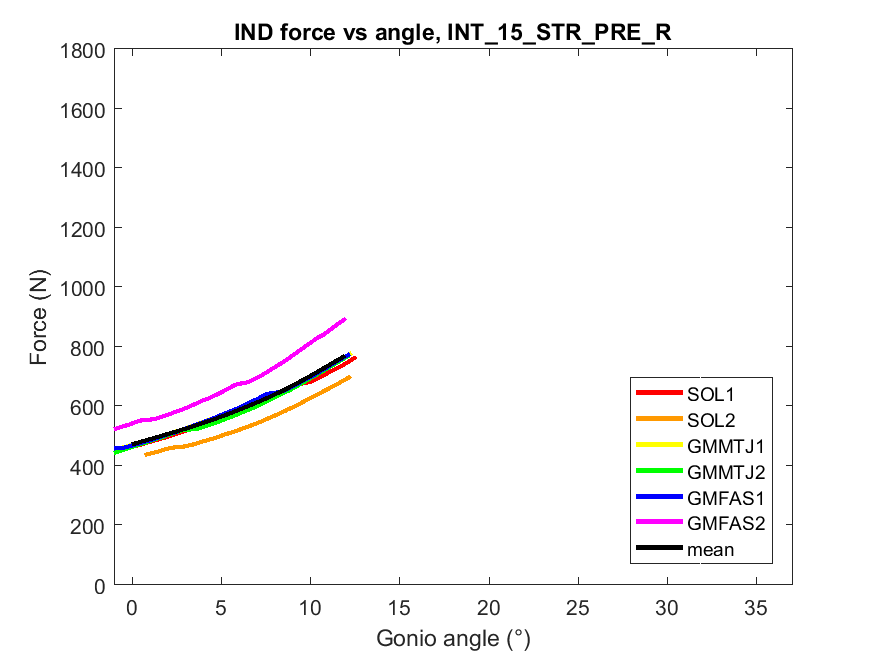 IND force vs angle, INT_15_STR_PRE_R
1800
1600
1400
1200
1000
800
600
400
200
0
Force (N)
0 5 10 15 20 25 30 35
Gonio angle (°)
SOL1
SOL2
GMMTJ1
GMMTJ2
GMFAS1
GMFAS2
mean